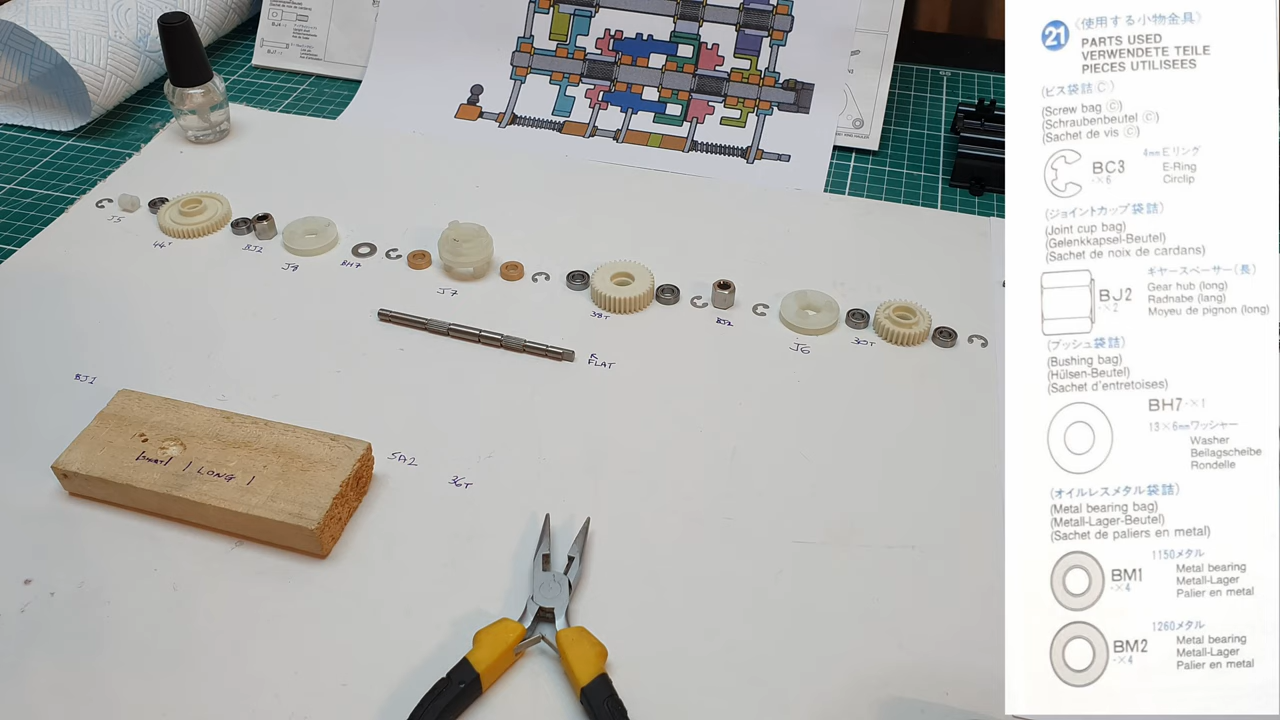 21 《使用する小物金具》
PARTS USED
VERWENDETE TEILE
PIECES UTILISEES
(ビス袋詰Ⓒ)
(Screw bag Ⓒ)
(Schraubenbeutel Ⓒ)
(Sachet de vis Ⓒ)
4mmEリング
BC3
·×6
E-Ring
Circlip
(ジョイントカップ袋詰)
(Joint cup bag)
(Gelenkkapsel-Beutel)
(Sachet de noix de cardans)
ギヤースペーサー(長)
BJ2
·×2
Gear hub (long)
Radnabe (lang)
Moyeu de pignon (long)
(ブッシュ袋詰)
(Bushing bag)
(Hülsen-Beutel)
(Sachet d'entretoises)
BH7·×1
13×6mmワッシャー
Washer
Beilagscheibe
Rondelle
(オイルレスメタル袋詰)
(Metal bearing bag)
(Metall-Lager-Beutel)
(Sachet de paliers en metal)
1150メタル
BM1
·×4
Metal bearing
Metall-Lager
Palier en metal
1260メタル
BM2
·×4
Metal bearing
Metall-Lager
Palier en metal
J5
44T
BJ2
J8
BH7
J7
38T
BJ2
J6
30T
FLAT
BJ1
LONG
SA2
36T